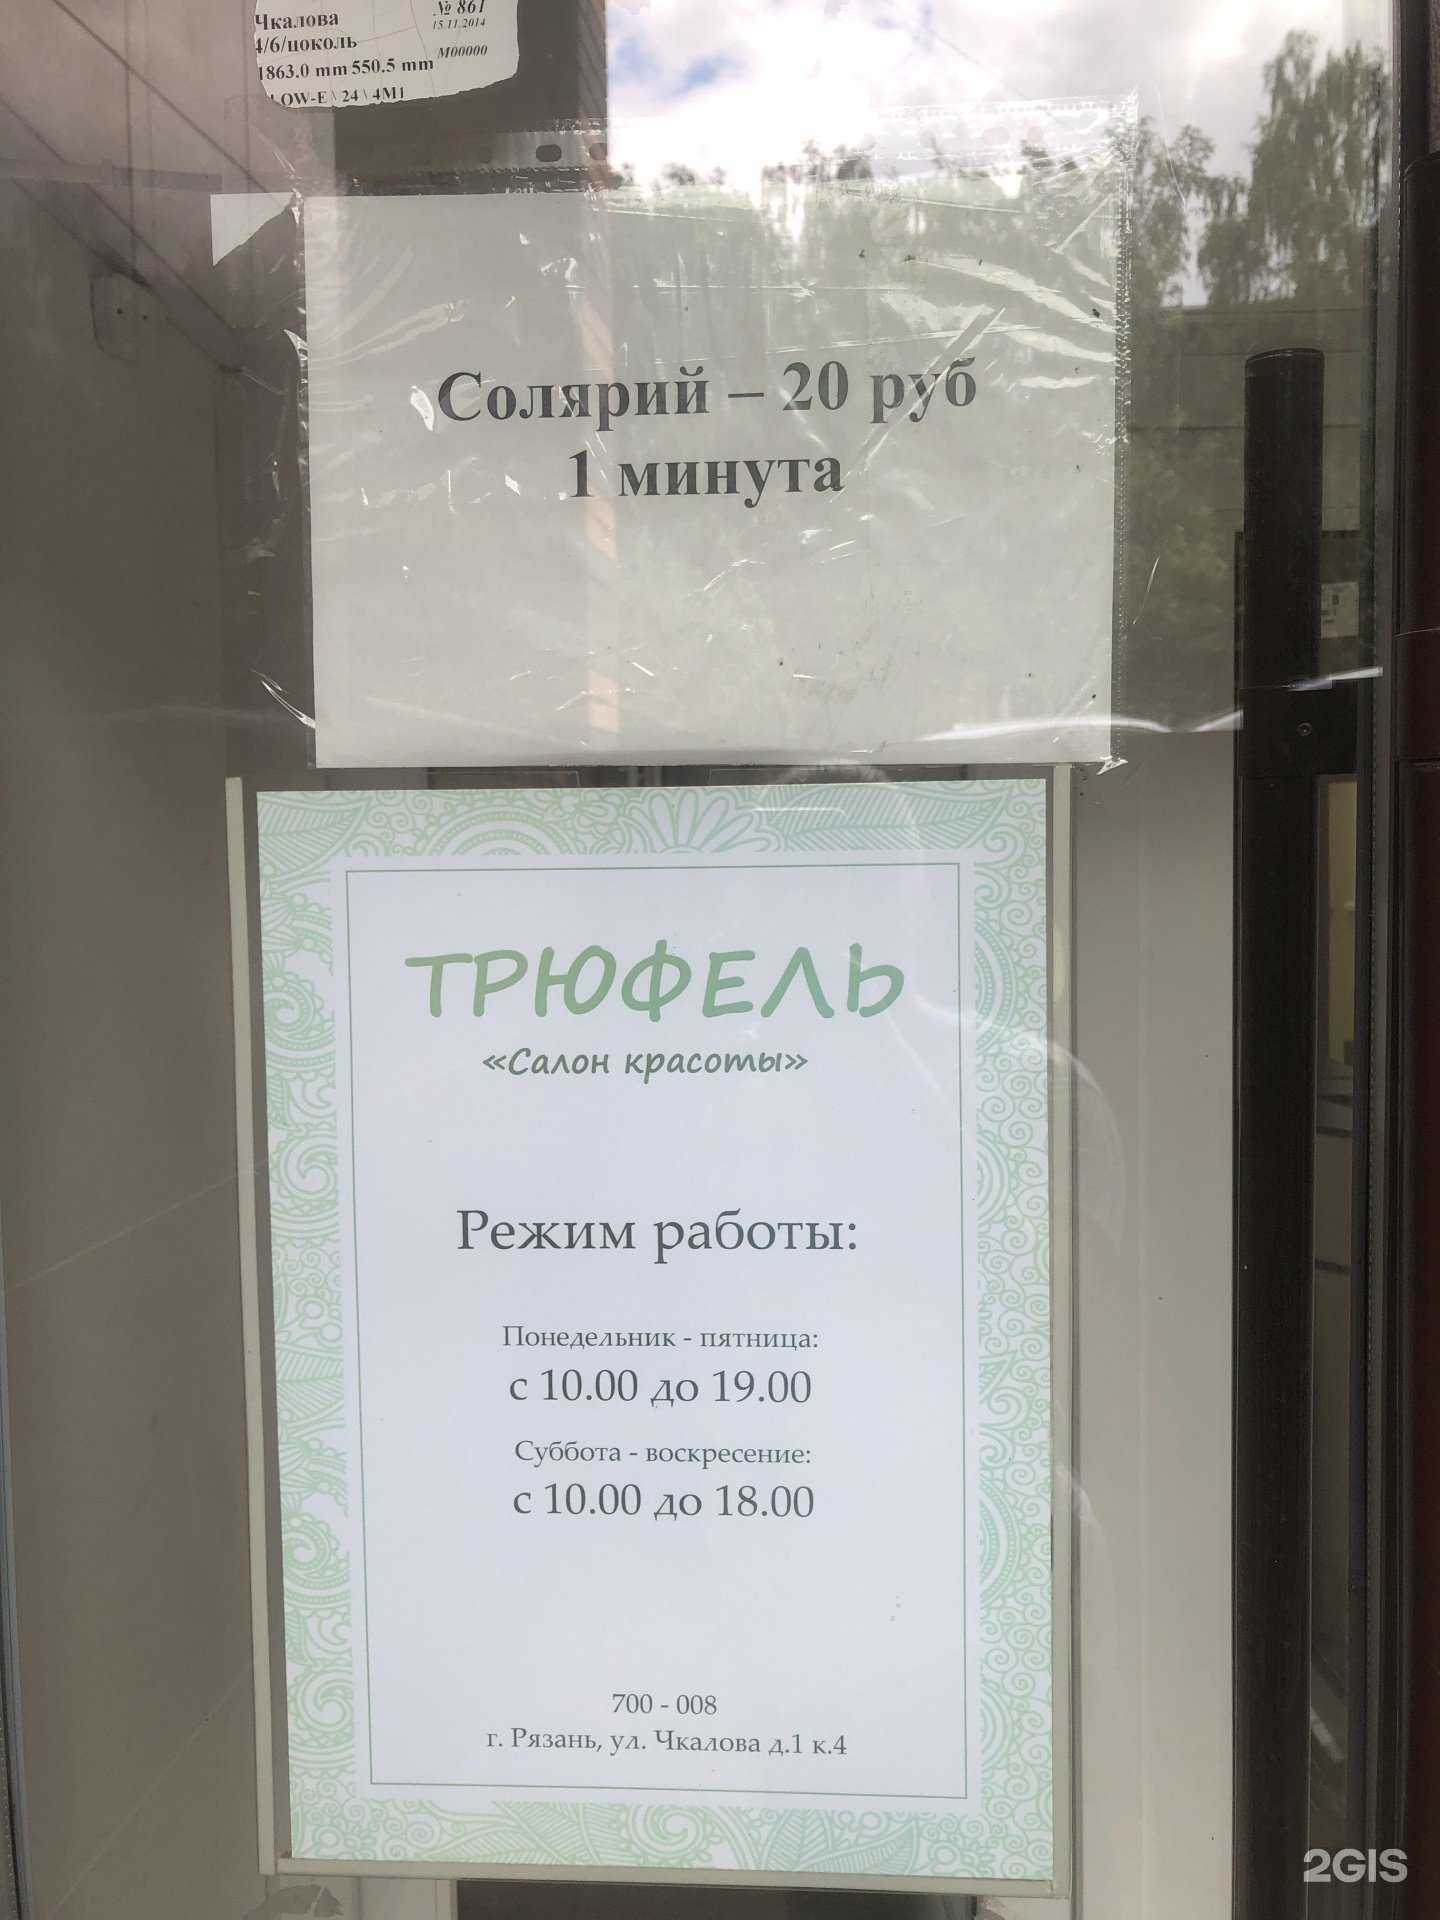 Чкалова
№ 861
15.11.2014
4/6/цоколь
М00000
1863.0 mm 550.5 mm
LOW-E \ 24 \ 4M1
Солярий – 20 руб
1 минута
ТРЮФЕЛЬ
«Салон красоты»
Режим работы:
Понедельник - пятница:
с 10.00 до 19.00
Суббота - воскресение:
с 10.00 до 18.00
700 - 008
г. Рязань, ул. Чкалова д.1 к.4
2GIS